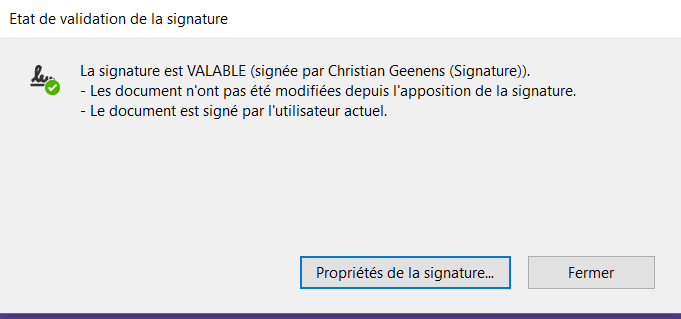 Etat de validation de la signature
La signature est VALABLE (signée par Christian Geenens (Signature)).
- Les document n'ont pas été modifiées depuis l'apposition de la signature.
- Le document est signé par l'utilisateur actuel.
Propriétés de la signature...
Fermer